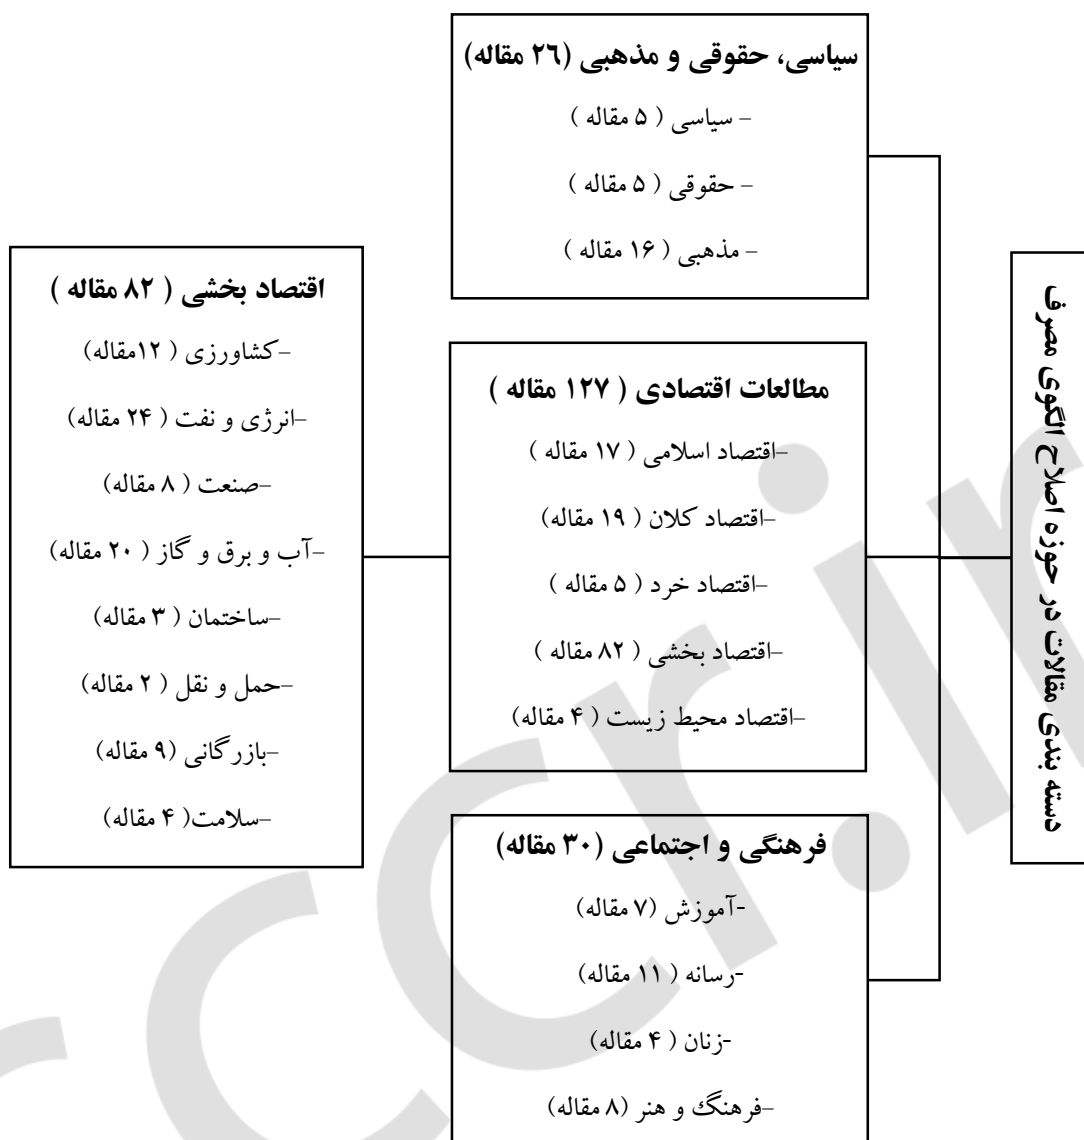 دسته بندی مقالات در حوزه اصلاح الگوی مصرف
سیاسی، حقوقی و مذهبی (۲٦ مقاله)
– سیاسی ( ۵ مقاله )
– حقوقی ( ۵ مقاله )
– مذهبی ( ۱۶ مقاله )
مطالعات اقتصادی ( ۱۲۷ مقاله )
–اقتصاد اسلامی ( ۱۷ مقاله )
–اقتصاد کلان ( ۱۹ مقاله)
–اقتصاد خرد ( ۵ مقاله )
–اقتصاد بخشی ( ۸۲ مقاله )
–اقتصاد محیط زیست ( ۴ مقاله)
اقتصاد بخشی ( ۸۲ مقاله )
–کشاورزی ( ۱۲مقاله)
–انرژی و نفت ( ۲۴ مقاله)
–صنعت ( ۸ مقاله)
–آب و برق و گاز ( ۲۰ مقاله)
–ساختمان ( ۳ مقاله)
–حمل و نقل ( ۲ مقاله)
–بازرگانی (۹ مقاله)
–سلامت( ۴ مقاله)
فرهنگی و اجتماعی (۳۰ مقاله)
-آموزش (۷ مقاله)
-رسانه ( ۱۱ مقاله)
-زنان ( ۴ مقاله)
–فرهنگ و هنر (۸ مقاله)
ccr.ir